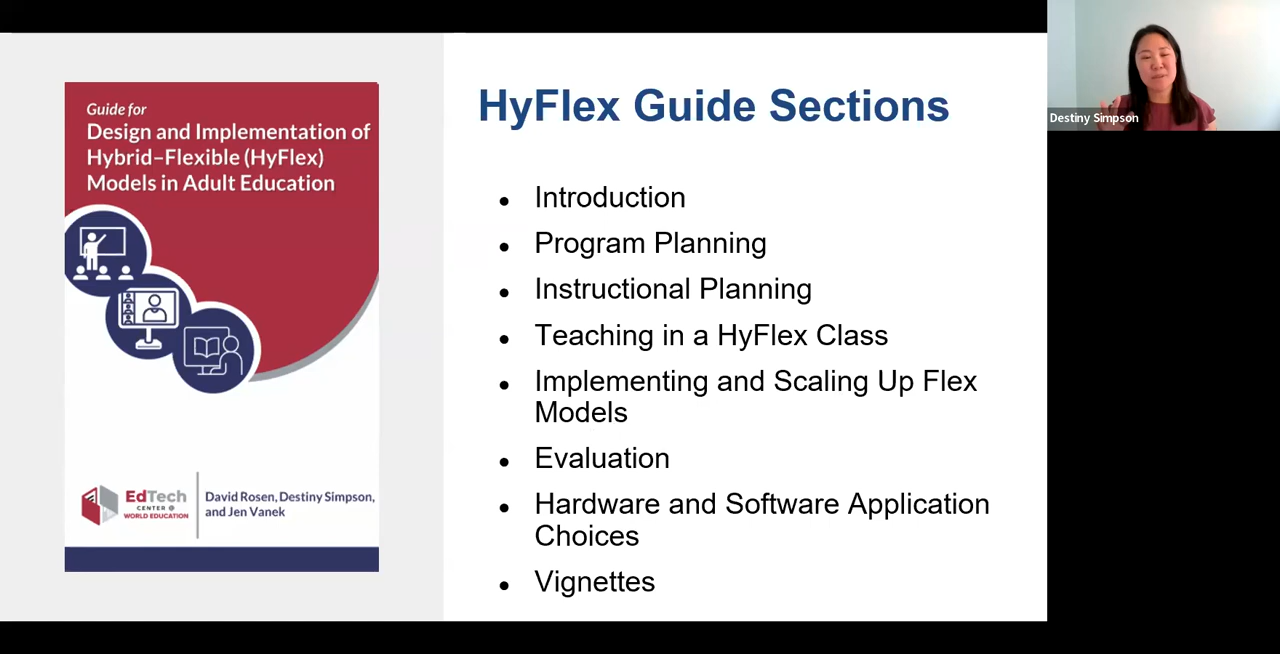 Guide for
Design and Implementation of
Hybrid–Flexible (HyFlex)
Models in Adult Education
EdTech
CENTER @
WORLD EDUCATION
David Rosen, Destiny Simpson,
and Jen Vanek
HyFlex Guide Sections
● Introduction
● Program Planning
● Instructional Planning
● Teaching in a HyFlex Class
● Implementing and Scaling Up Flex
Models
● Evaluation
● Hardware and Software Application
Choices
● Vignettes
Destiny Simpson